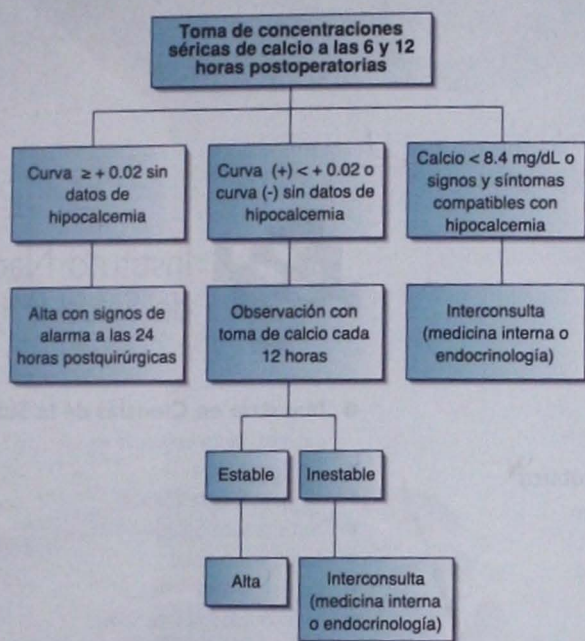 Toma de concentraciones
séricas de calcio a las 6 y 12
horas postoperatorias
Curva ≥ + 0.02 sin
datos de
hipocalcemia
Curva (+) < + 0.02 o
curva (-) sin datos de
hipocalcemia
Calcio < 8.4 mg/dL o
signos y síntomas
compatibles con
hipocalcemia
Alta con signos de
alarma a las 24
horas postquirúrgicas
Observación con
toma de calcio cada
12 horas
Interconsulta
(medicina interna o
endocrinología)
Estable
Inestable
Alta
Interconsulta
(medicina interna
o endocrinología)